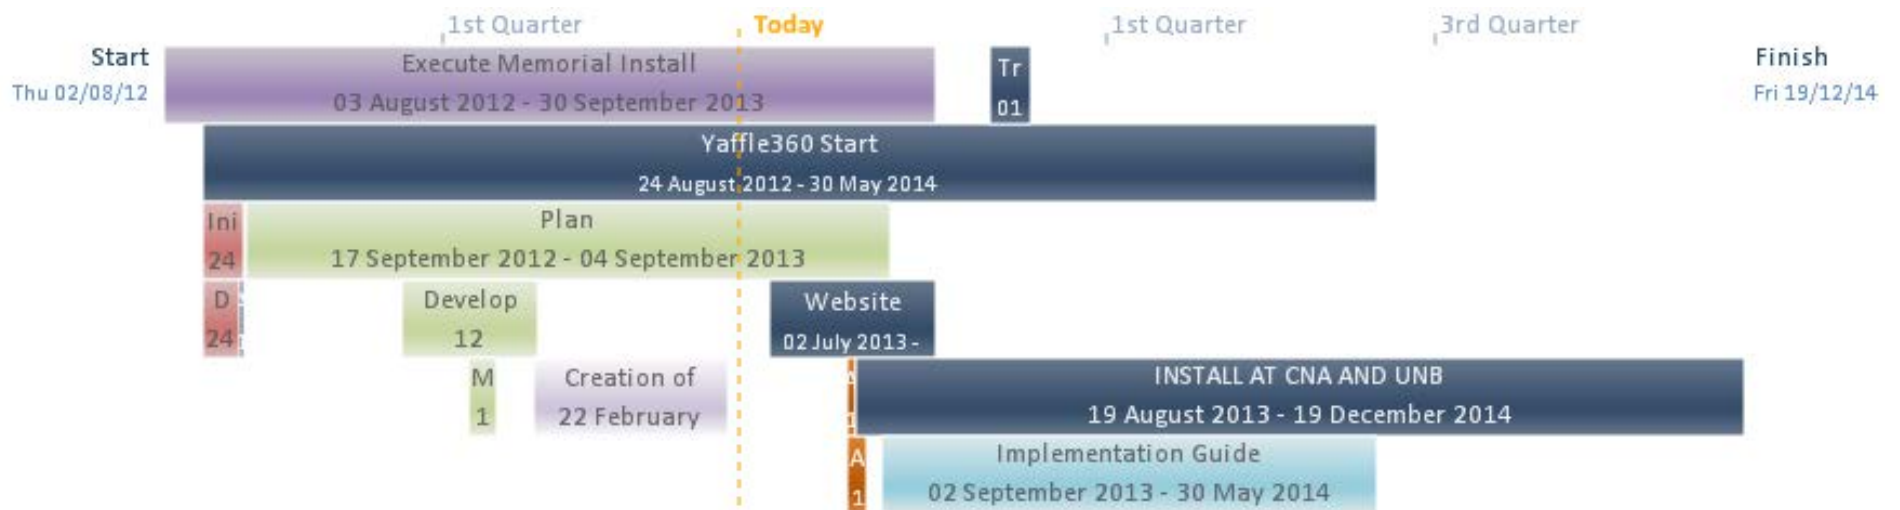 1st Quarter
Today
1st Quarter
3rd Quarter
Start
Thu 02/08/12
Finish
Fri 19/12/14
Execute Memorial Install
03 August 2012 - 30 September 2013
Tr
01
Yaffle360 Start
24 August 2012 - 30 May 2014
Ini
24
Plan
17 September 2012 - 04 September 2013
D
24
Develop
12
Website
02 July 2013 -
M
1
Creation of
22 February
INSTALL AT CNA AND UNB
19 August 2013 - 19 December 2014
A
1
Implementation Guide
02 September 2013 - 30 May 2014